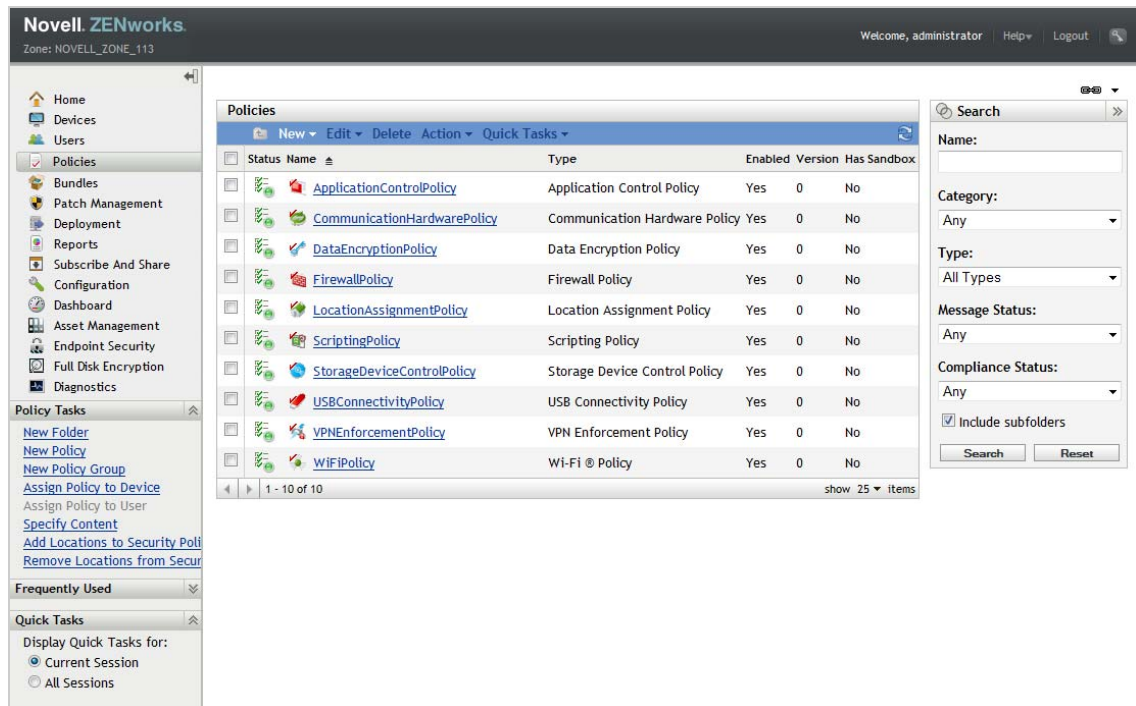 Novell. ZENworks.
Zone: NOVELL_ZONE_113
Welcome, administrator Help Logout
Home
Devices
Users
Policies
Bundles
Patch Management
Deployment
Reports
Subscribe And Share
Configuration
Dashboard
Asset Management
Endpoint Security
Full Disk Encryption
Diagnostics
Policy Tasks
New Folder
New Policy
New Policy Group
Assign Policy to Device
Assign Policy to User
Specify Content
Add Locations to Security Poli
Remove Locations from Secur
Frequently Used
Quick Tasks
Display Quick Tasks for:
Current Session
All Sessions
Policies
New Edit Delete Action Quick Tasks
Status Name Type Enabled Version Has Sandbox
ApplicationControlPolicy Application Control Policy Yes 0 No
CommunicationHardwarePolicy Communication Hardware Policy Yes 0 No
DataEncryptionPolicy Data Encryption Policy Yes 0 No
FirewallPolicy Firewall Policy Yes 0 No
LocationAssignmentPolicy Location Assignment Policy Yes 0 No
ScriptingPolicy Scripting Policy Yes 0 No
StorageDeviceControlPolicy Storage Device Control Policy Yes 0 No
USBConnectivityPolicy USB Connectivity Policy Yes 0 No
VPNEnforcementPolicy VPN Enforcement Policy Yes 0 No
WiFiPolicy Wi-Fi ® Policy Yes 0 No
1 - 10 of 10 show 25 items
Search
Name:
Category:
Any
Type:
All Types
Message Status:
Any
Compliance Status:
Any
Include subfolders
Search Reset